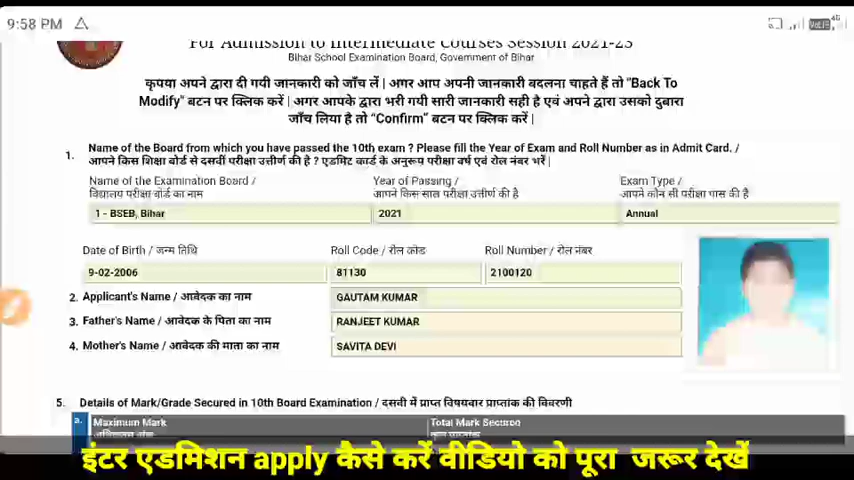 9:58 PM
4G
For Admission to Intermediate Courses Session 2021-23
Bihar School Examination Board, Government of Bihar
कृपया अपने द्वारा दी गयी जानकारी को जाँच लें | अगर आप अपनी जानकारी बदलना चाहते हैं तो "Back To
Modify" बटन पर क्लिक करें | अगर आपके द्वारा भरी गयी सारी जानकारी सही है एवं अपने द्वारा उसको दुबारा
जाँच लिया है तो "Confirm" बटन पर क्लिक करें |
1. Name of the Board from which you have passed the 10th exam ? Please fill the Year of Exam and Roll Number as in Admit Card. /
आपने किस शिक्षा बोर्ड से दसवीं परीक्षा उत्तीर्ण की है ? एडमिट कार्ड के अनुरूप परीक्षा वर्ष एवं रोल नंबर भरें |
Name of the Examination Board / Year of Passing / Exam Type /
विद्यालय परीक्षा बोर्ड का नाम आपने किस साल परीक्षा उत्तीर्ण की है आपने कौन सी परीक्षा पास की है
1 - BSEB, Bihar 2021 Annual
Date of Birth / जन्म तिथि Roll Code / रोल कोड Roll Number / रोल नंबर
9-02-2006 81130 2100120
2. Applicant's Name / आवेदक का नाम GAUTAM KUMAR
3. Father's Name / आवेदक के पिता का नाम RANJEET KUMAR
4. Mother's Name / आवेदक की माता का नाम SAVITA DEVI
5. Details of Mark/Grade Secured in 10th Board Examination / दसवी में प्राप्त विषयवार प्राप्तांक की विवरणी
a. Maximum Mark Total Mark Secured
इंटर एडमिशन apply कैसे करें वीडियो को पूरा जरूर देखें